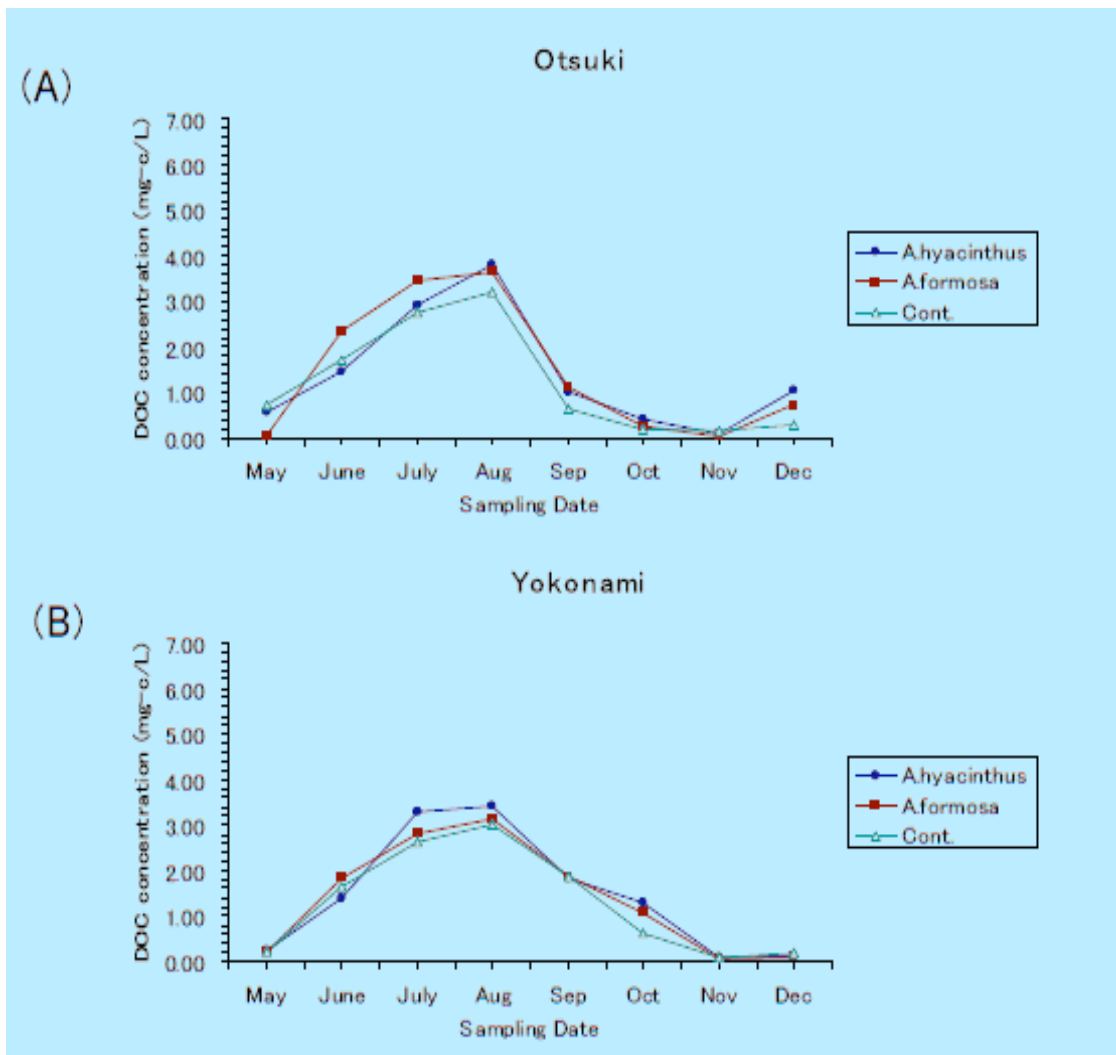 Otsuki
(A)
DOC concentration (mg-c/L)
7.00
6.00
5.00
4.00
3.00
2.00
1.00
0.00
May June July Aug Sep Oct Nov Dec
Sampling Date
A.hyacinthus
A.formosa
Cont.
Yokonami
(B)
DOC concentration (mg-c/L)
7.00
6.00
5.00
4.00
3.00
2.00
1.00
0.00
May June July Aug Sep Oct Nov Dec
Sampling Date
A.hyacinthus
A.formosa
Cont.